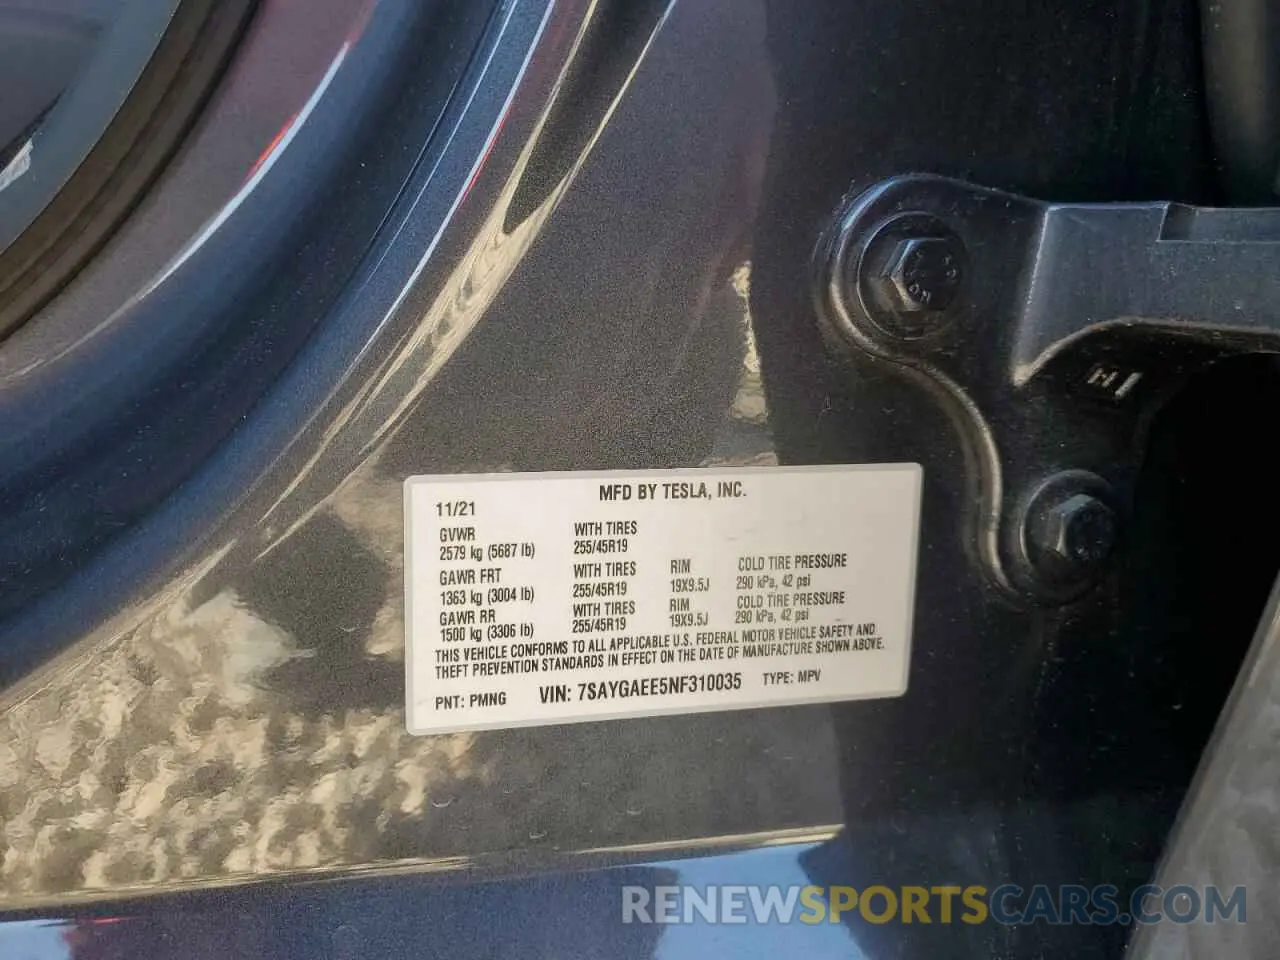 MFD BY TESLA, INC.
11/21
GVWR WITH TIRES
2579 kg (5687 lb) 255/45R19
GAWR FRT WITH TIRES RIM COLD TIRE PRESSURE
1363 kg (3004 lb) 255/45R19 19X9.5J 290 kPa, 42 psi
GAWR RR WITH TIRES RIM COLD TIRE PRESSURE
1500 kg (3306 lb) 255/45R19 19X9.5J 290 kPa, 42 psi
THIS VEHICLE CONFORMS TO ALL APPLICABLE U.S. FEDERAL MOTOR VEHICLE SAFETY AND
THEFT PREVENTION STANDARDS IN EFFECT ON THE DATE OF MANUFACTURE SHOWN ABOVE.
PNT: PMNG VIN: 7SAYGAEE5NF310035 TYPE: MPV
RENEWSPORTSCARS.COM